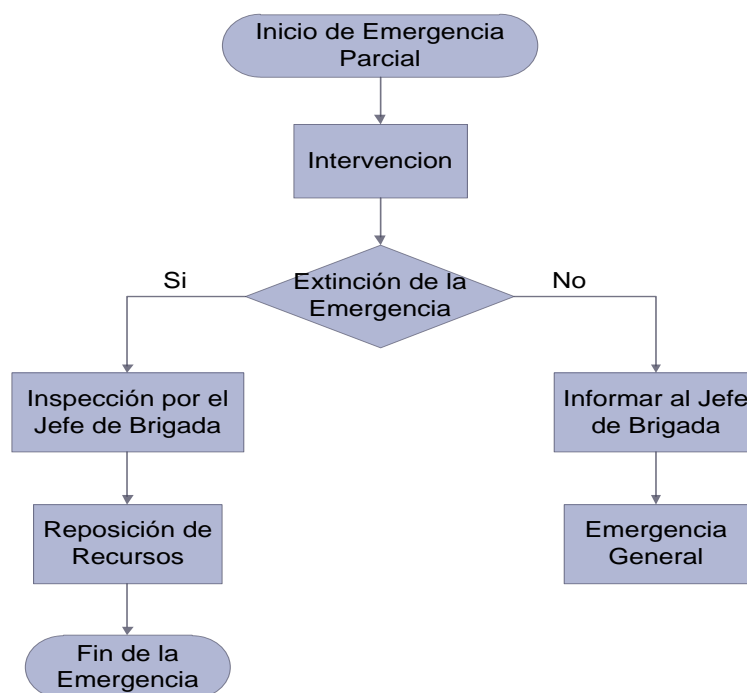 Inicio de Emergencia
Parcial
Intervencion
Extinción de la
Emergencia
Si
No
Inspección por el
Jefe de Brigada
Informar al Jefe
de Brigada
Reposición de
Recursos
Emergencia
General
Fin de la
Emergencia